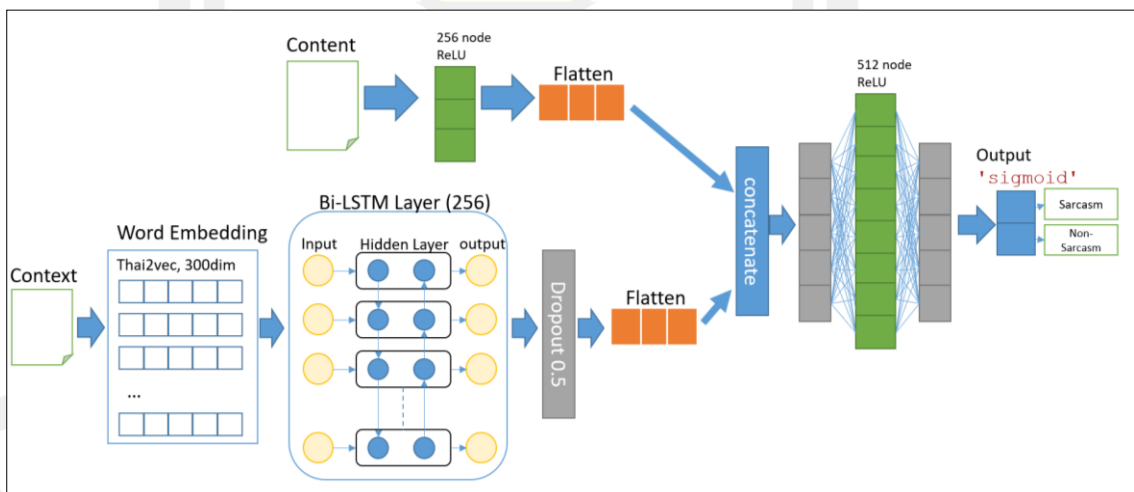 Content
256 node
ReLU
Flatten
512 node
ReLU
concatenate
Output
'sigmoid'
Sarcasm
Non-
Sarcasm
Bi-LSTM Layer (256)
Word Embedding
Input
Hidden Layer
output
Context
Thai2vec, 300dim
...
Dropout 0.5
Flatten